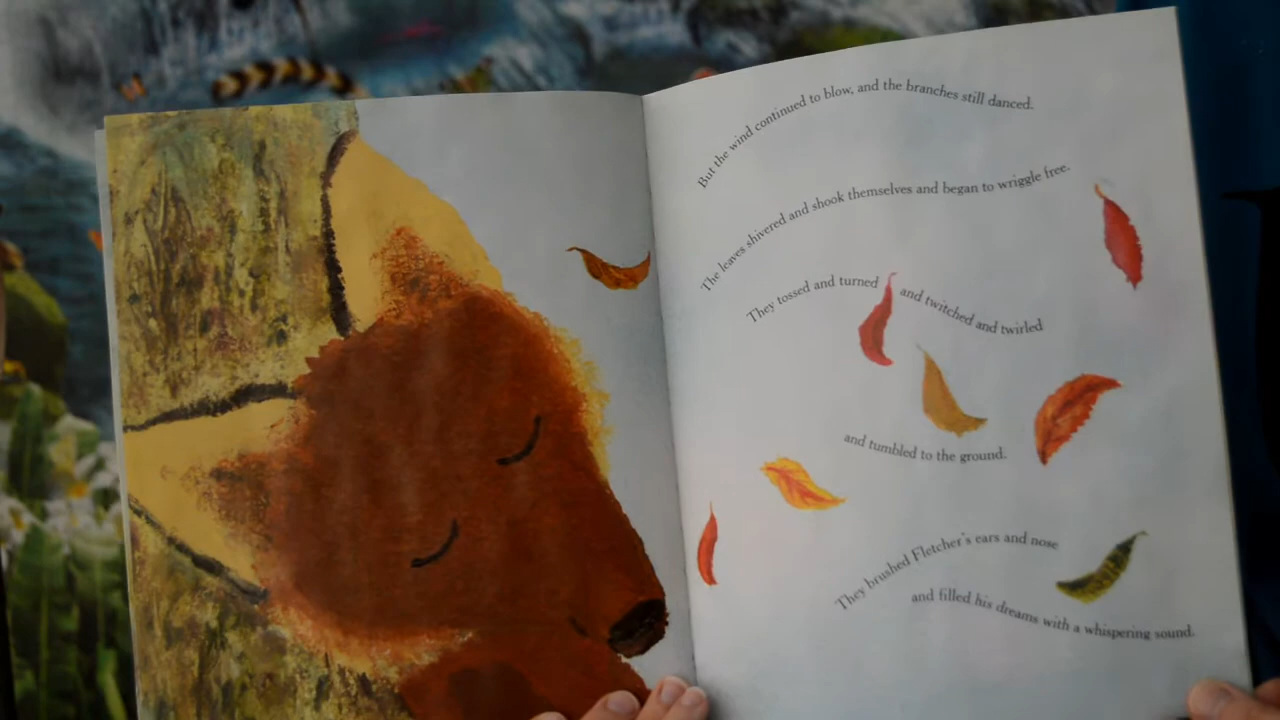 But the wind continued to blow, and the branches still danced.
The leaves shivered and shook themselves and began to wriggle free.
They tossed and turned and twitched and twirled
and tumbled to the ground.
They brushed Fletcher's ears and nose
and filled his dreams with a whispering sound.